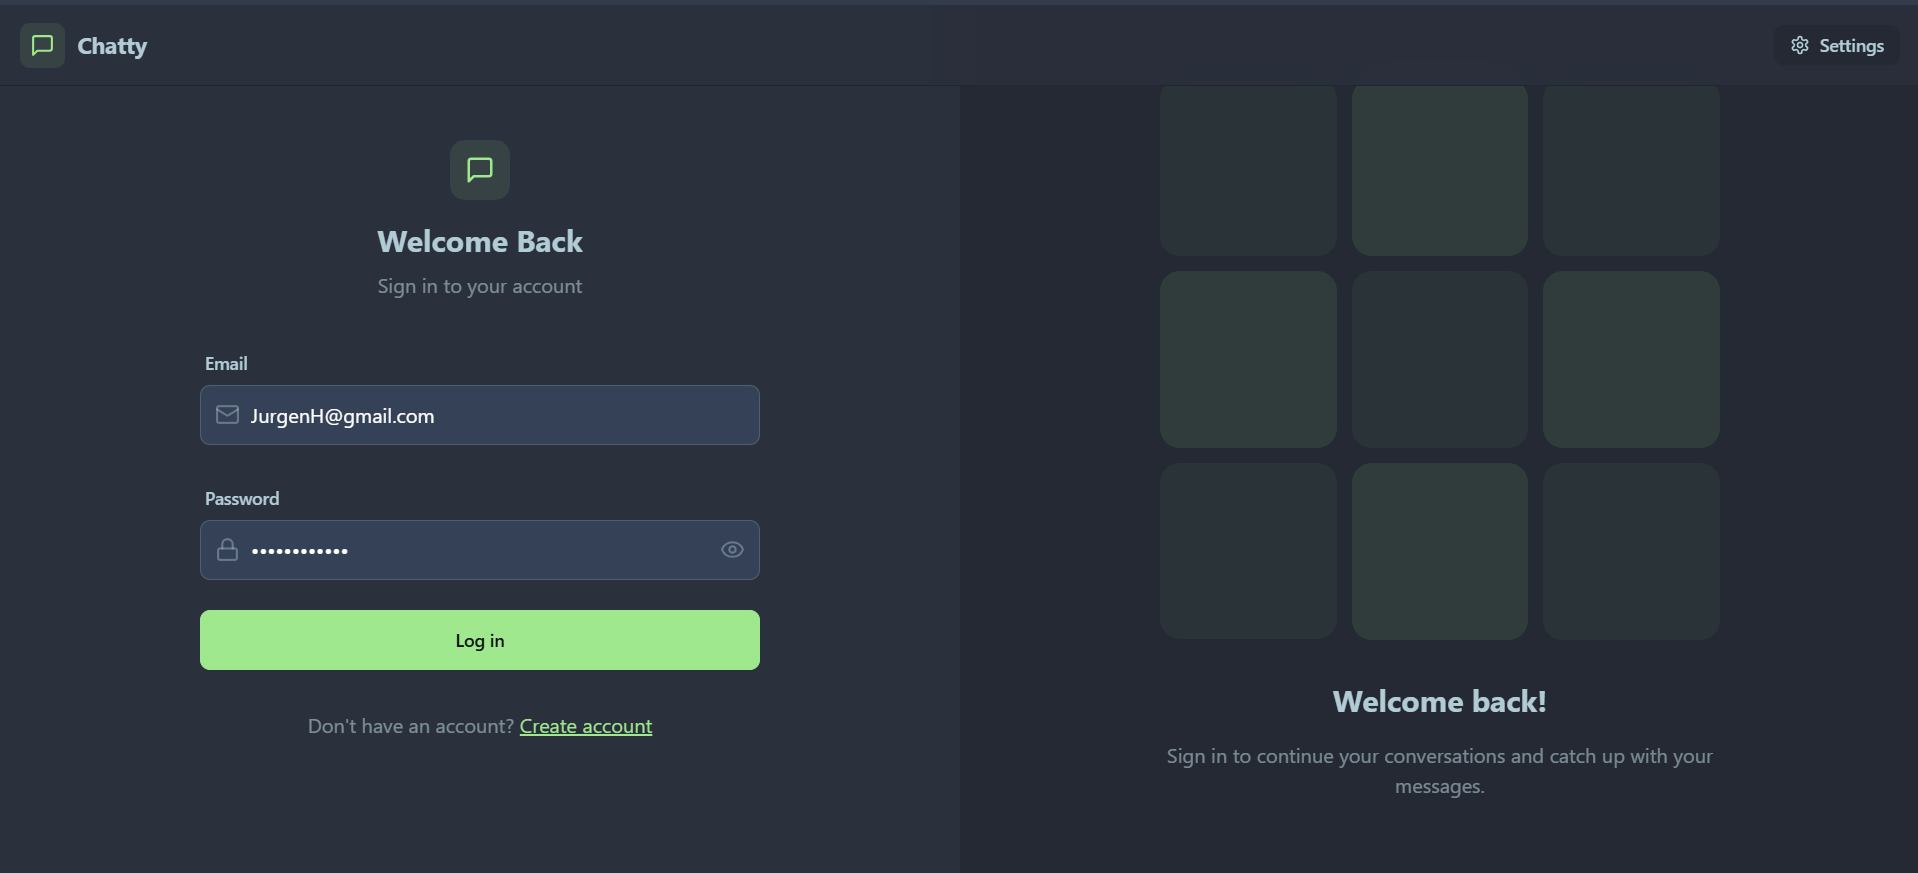 Chatty
Settings
Welcome Back
Sign in to your account
Email
JurgenH@gmail.com
Password
••••••••••••
Log in
Don't have an account? Create account
Welcome back!
Sign in to continue your conversations and catch up with your
messages.